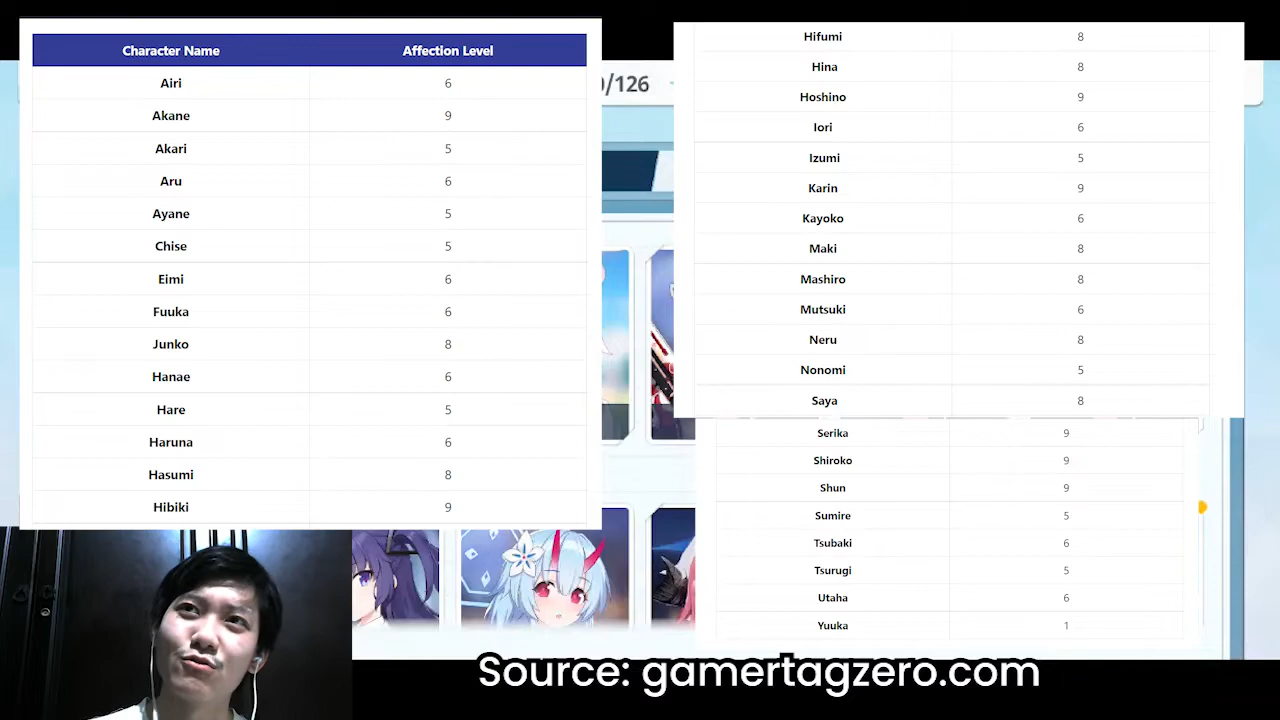 Character Name Affection Level
Airi 6
Akane 9
Akari 5
Aru 6
Ayane 5
Chise 5
Eimi 6
Fuuka 6
Junko 8
Hanae 6
Hare 5
Haruna 6
Hasumi 8
Hibiki 9
/126
Hifumi 8
Hina 8
Hoshino 9
Iori 6
Izumi 5
Karin 9
Kayoko 6
Maki 8
Mashiro 8
Mutsuki 6
Neru 8
Nonomi 5
Saya 8
Serika 9
Shiroko 9
Shun 9
Sumire 5
Tsubaki 6
Tsurugi 5
Utaha 6
Yuuka 1
Source: gamertagzero.com